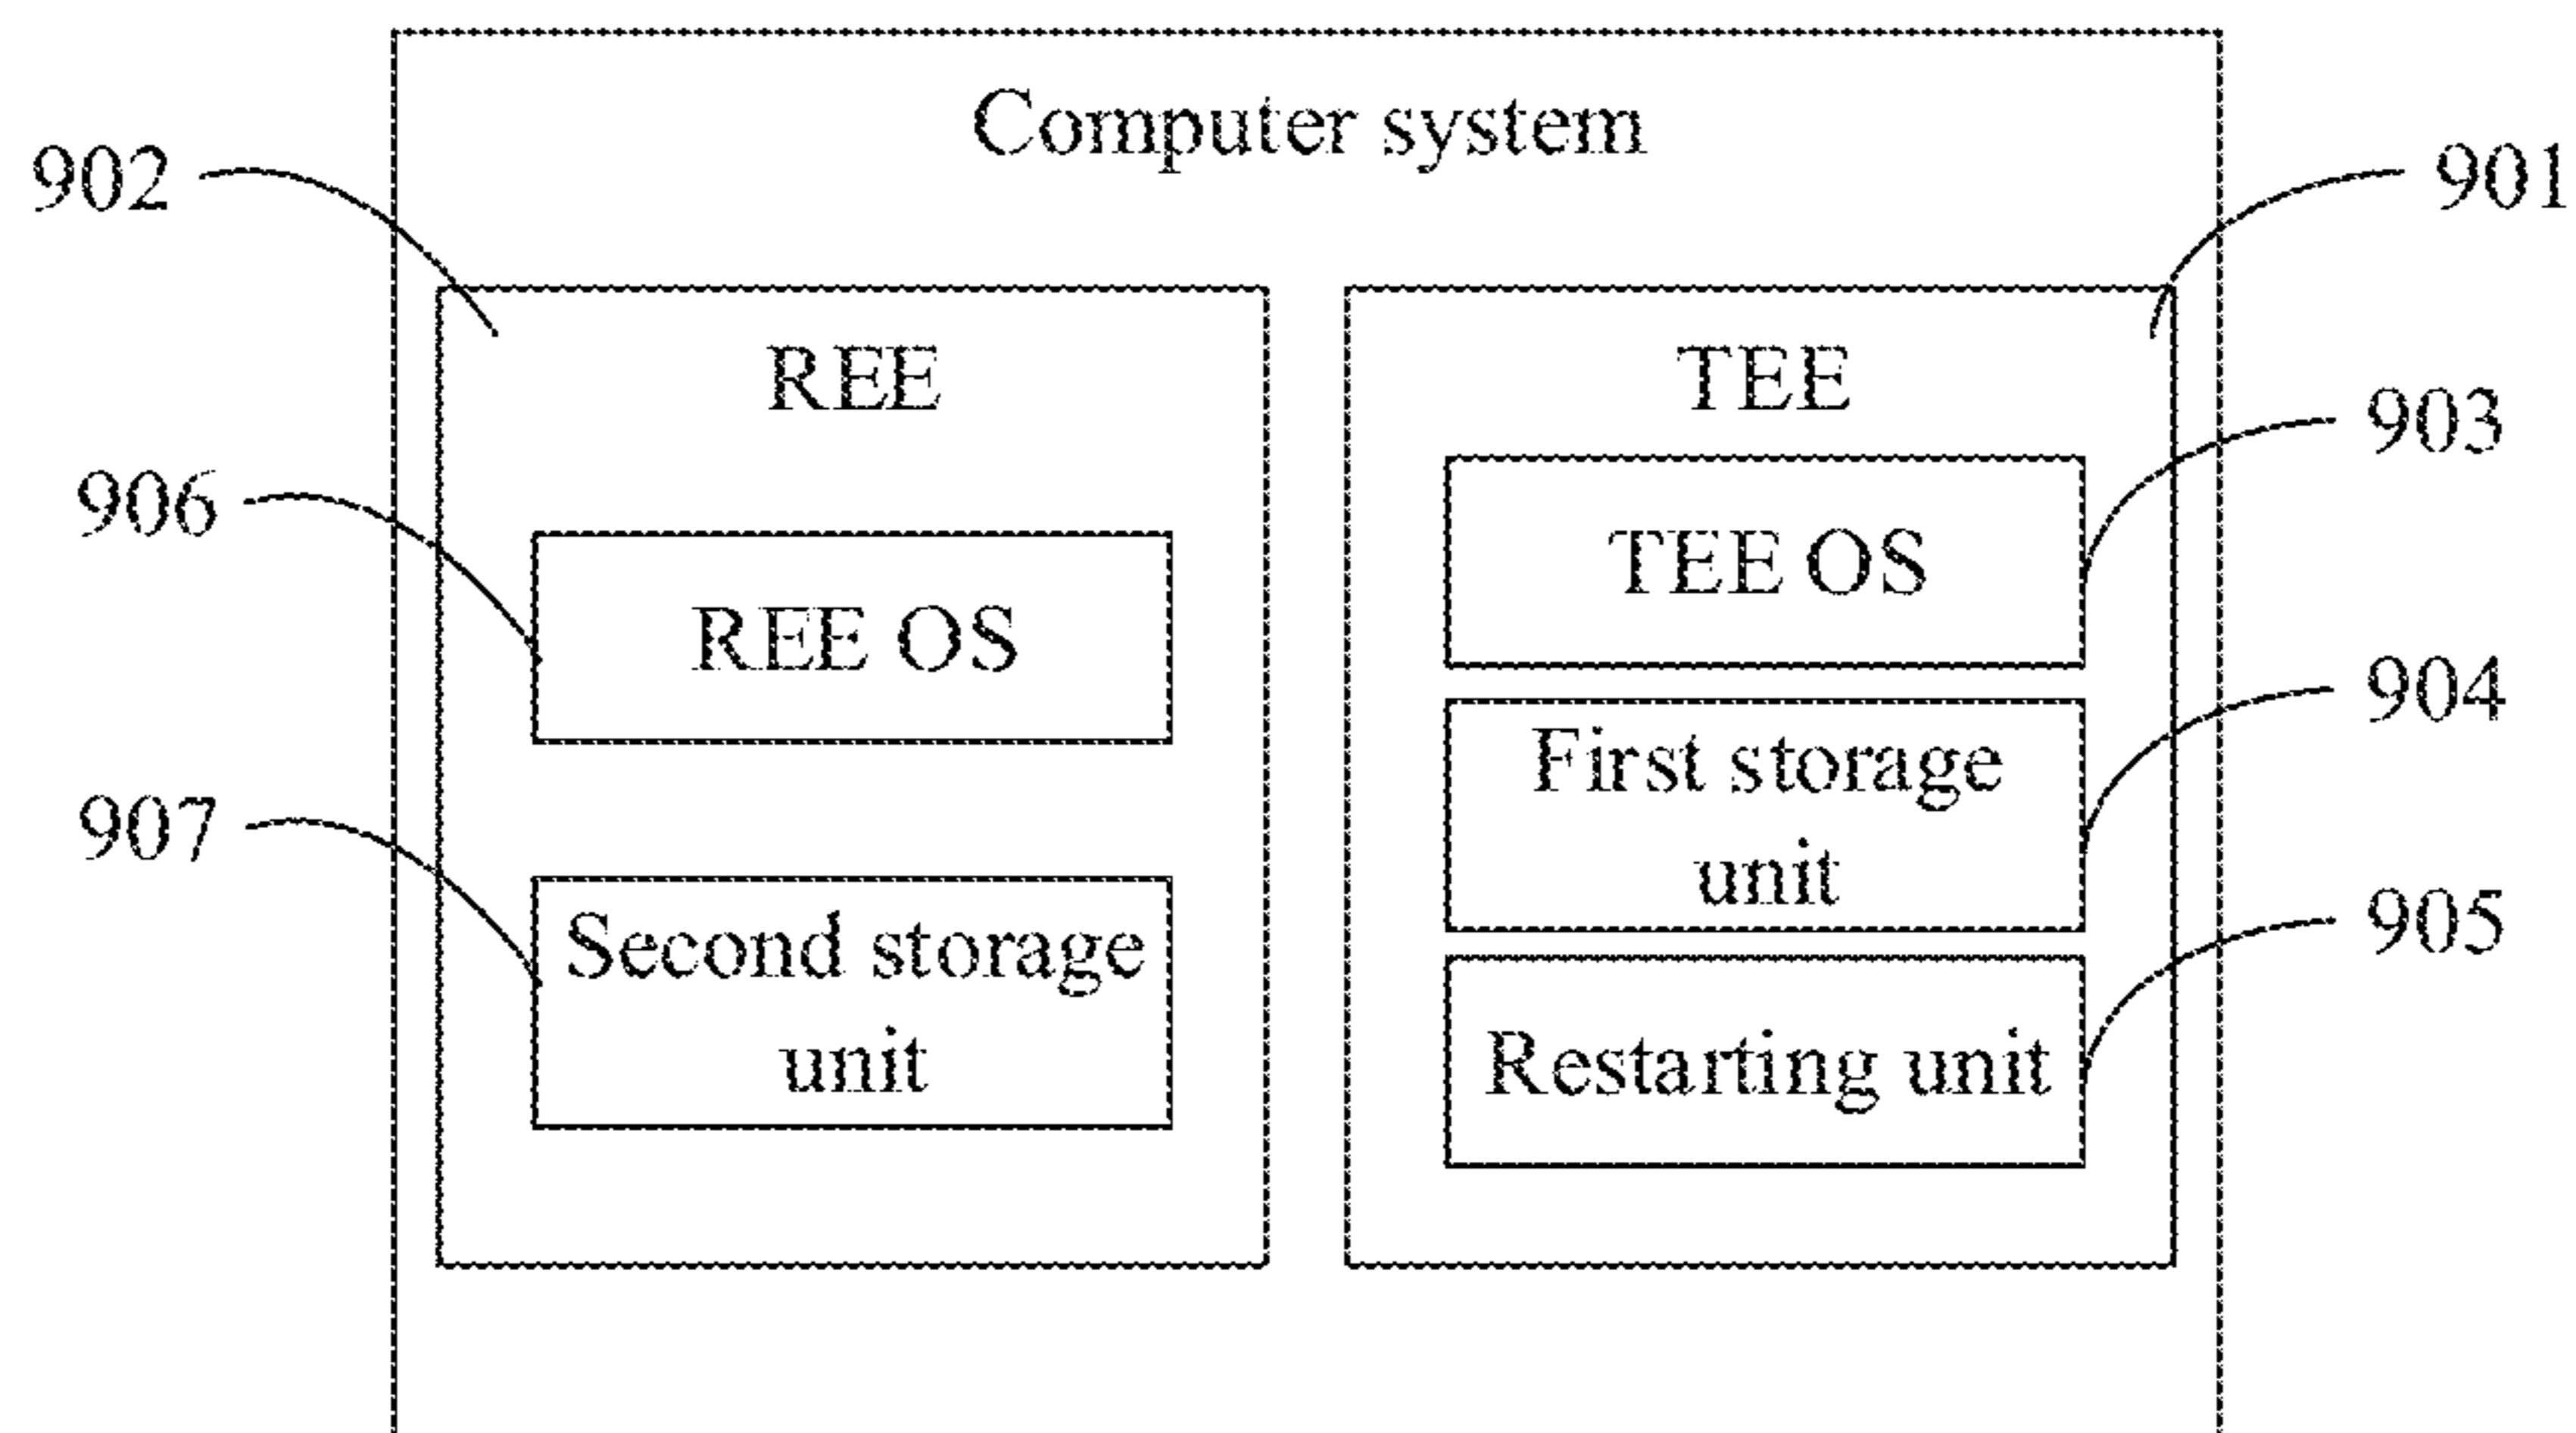 Computer system
902
901
REE
TEE
903
906
TEE OS
REE OS
904
First storage
unit
907
905
Second storage
unit
Restarting unit